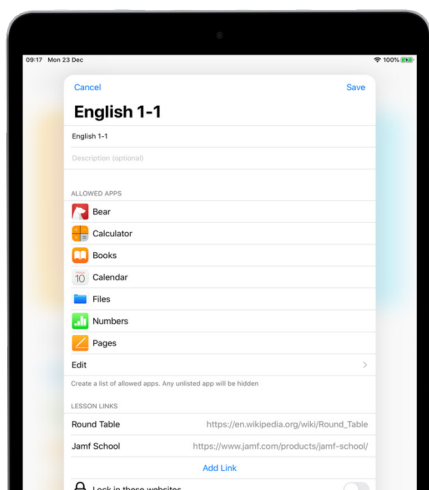 09:17 Mon 23 Dec
100%
Cancel
Save
English 1-1
English 1-1
Description (optional)
ALLOWED APPS
Bear
Calculator
Books
10 Calendar
Files
Numbers
Pages
Edit
Create a list of allowed apps. Any unlisted app will be hidden
LESSON LINKS
Round Table https://en.wikipedia.org/wiki/Round_Table
Jamf School https://www.jamf.com/products/jamf-school/
Add Link
Lock in these websites